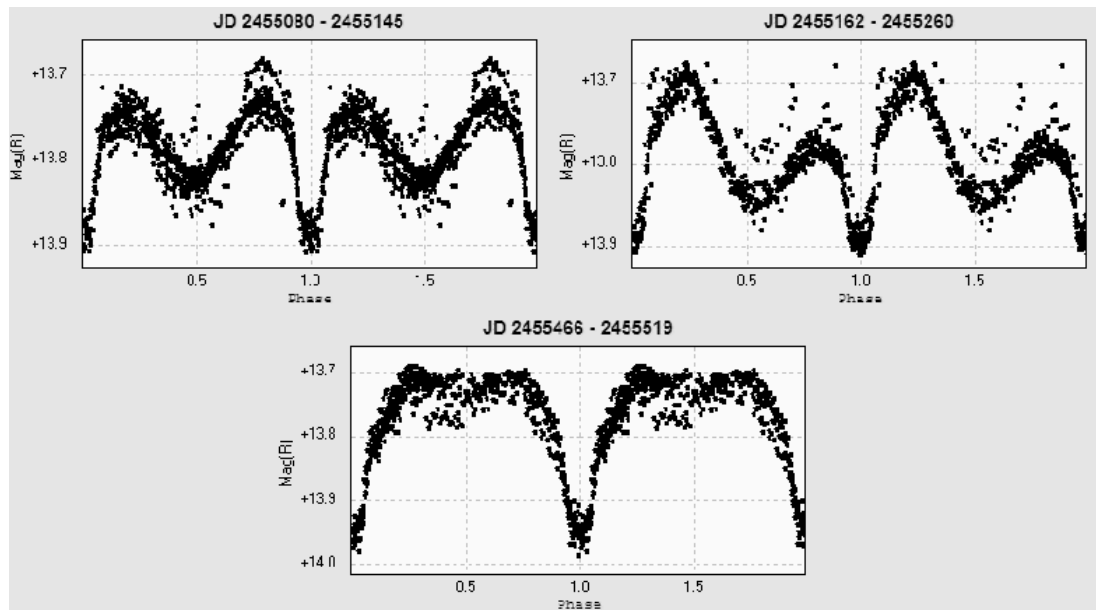 JD 2455080 - 2455145
+13.7
+13.8
+13.9
Mag(R)
0.5
1.0
1.5
Phase
JD 2455162 - 2455260
+13.7
+10.0
+13.9
Mag(R)
0.5
1.0
1.5
Phase
JD 2455466 - 2455519
+13.7
+13.8
+13.9
+14.0
Mag(R)
0.5
1.0
1.5
Phase